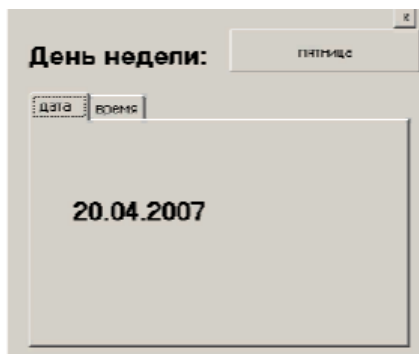 День недели:
пятница
дата
время
20.04.2007